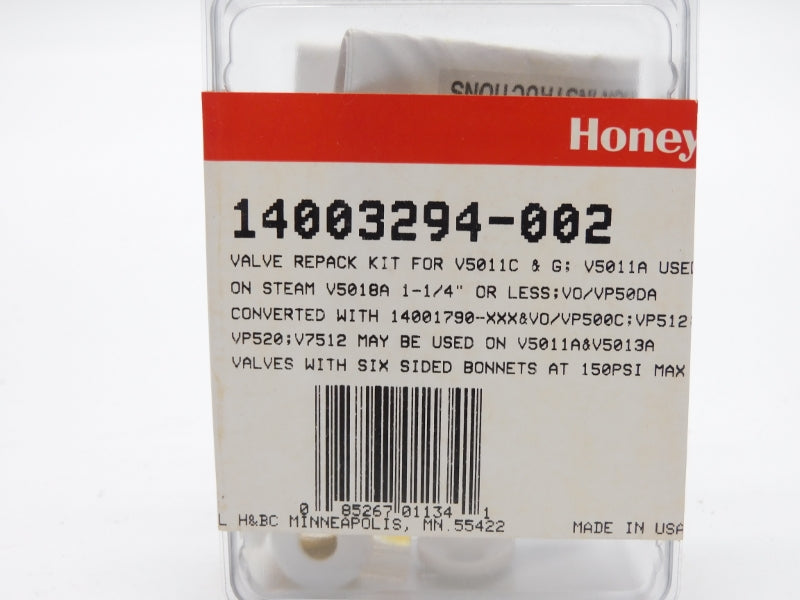 INSTRUCTIONS
Honey
14003294-002
VALVE REPACK KIT FOR V5011C & G; V5011A USED
ON STEAM V5018A 1-1/4" OR LESS;VO/VP50DA
CONVERTED WITH 14001790-XXX&VO/VP500C;VP512
VP520;V7512 MAY BE USED ON V5011A&V5013A
VALVES WITH SIX SIDED BONNETS AT 150PSI MAX
0 85267 01134 1
L H&BC MINNEAPOLIS, MN.55422 MADE IN USA